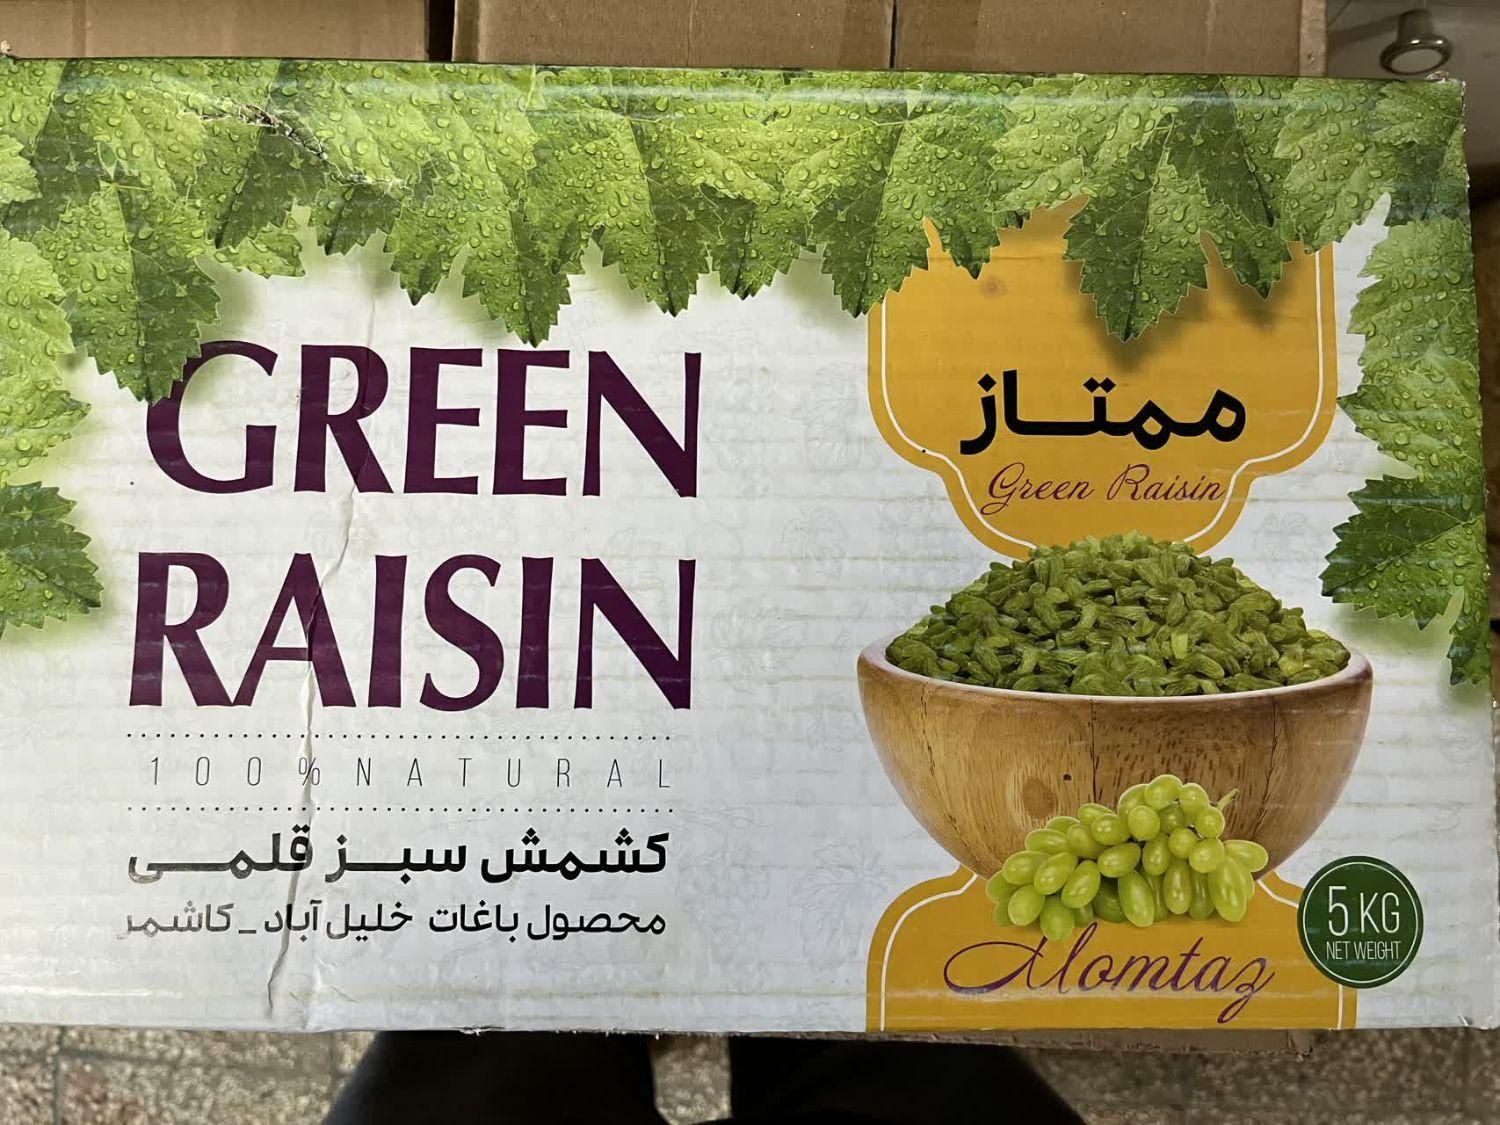 GREEN
RAISIN
100% NATURAL
کشمش سبز قلمی
محصول باغات خلیل آباد _ کاشمر
ممتاز
Green Raisin
Momtaz
5 KG
NET WEIGHT